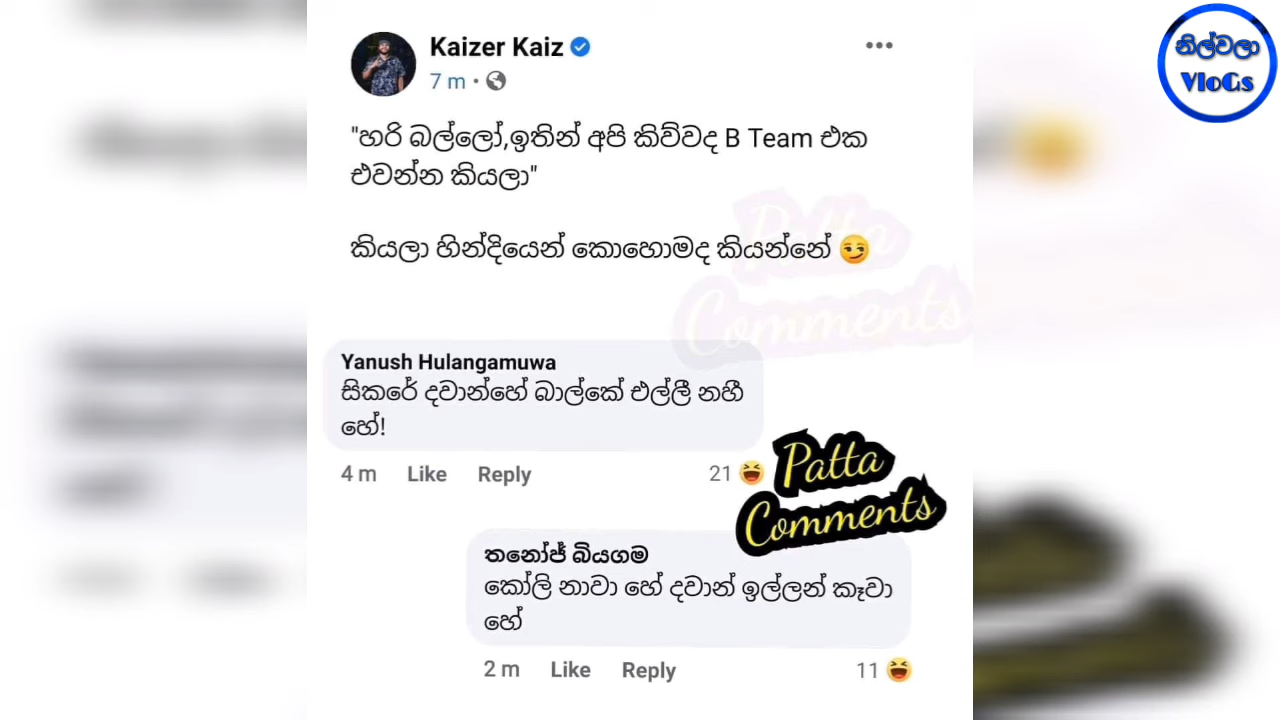 නිල්වලා
VloGs
Kaizer Kaiz
7 m
"හරි බල්ලෝ,ඉතින් අපි කිව්වද B Team එක
එවන්න කියලා"
කියලා හින්දියෙන් කොහොමද කියන්නේ 😏
Patta
Comments
Yanush Hulangamuwa
සිකරේ දවාන්හේ බාල්කේ එල්ලී නහී
හේ!
4 m Like Reply 21 😆
Patta
Comments
තනෝජ් බියගම
කෝලි නාවා හේ දවාන් ඉල්ලන් කෑවා
හේ
2 m Like Reply 11 😆